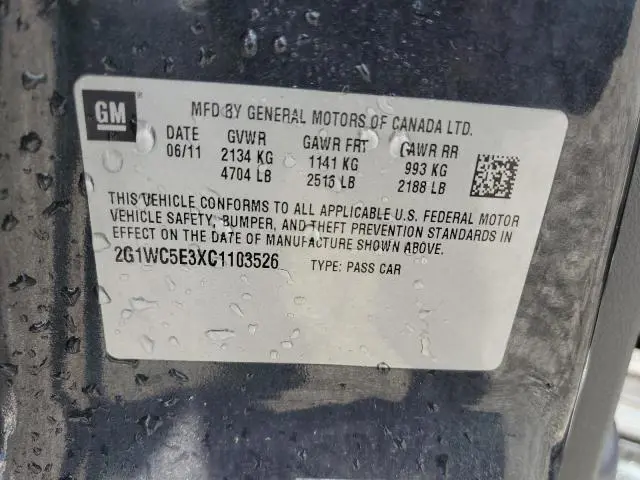 GM ® MFD BY GENERAL MOTORS OF CANADA LTD.
DATE GVWR GAWR FRT GAWR RR
06/11 2134 KG 1141 KG 993 KG
4704 LB 2515 LB 2188 LB
THIS VEHICLE CONFORMS TO ALL APPLICABLE U.S. FEDERAL MOTOR
VEHICLE SAFETY, BUMPER, AND THEFT PREVENTION STANDARDS IN
EFFECT ON THE DATE OF MANUFACTURE SHOWN ABOVE.
2G1WC5E3XC1103526 TYPE: PASS CAR